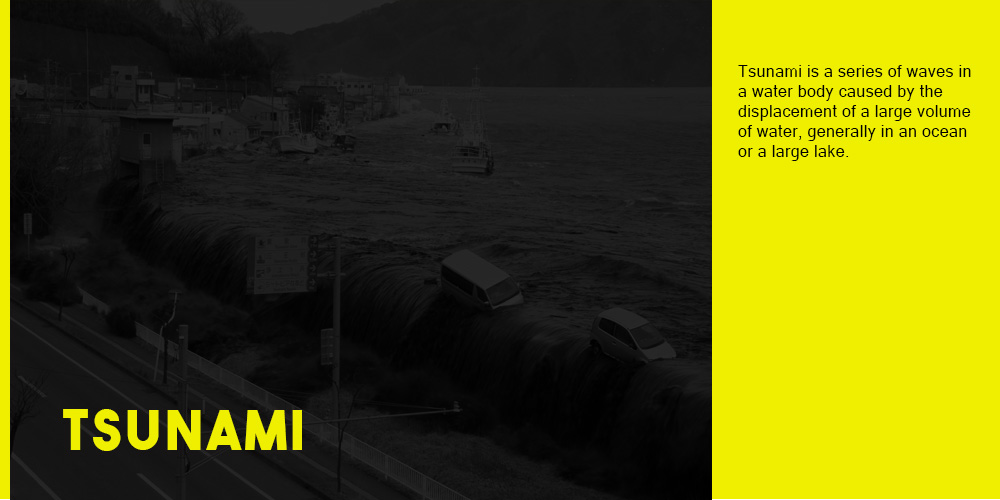 Tsunami is a series of waves in
a water body caused by the
displacement of a large volume
of water, generally in an ocean
or a large lake.
TSUNAMI